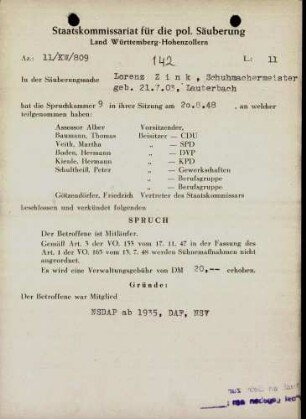 Staatskommissariat für die pol. Säuberung
Land Württemberg-Hohenzollern
Az.: 11/KW/809 142 L.: 11
In der Säuberungssache Lorenz Zink, Schuhmachermeister
geb. 21.7.03, Lauterbach
hat die Spruchkammer 9 in ihrer Sitzung am 20.8.48 , an welcher
teilgenommen haben:
Assessor Alber Vorsitzender,
Baumann, Thomas Beisitzer — CDU
Veith, Martha „ — SPD
Boden, Hermann „ — DVP
Kienle, Hermann „ — KPD
Schultheiß, Peter „ — Gewerkschaften
„ — Berufsgruppe
„ — Berufsgruppe
Götzendörfer, Friedrich Vertreter des Staatskommissars
beschlossen und verkündet folgenden
SPRUCH
Der Betroffene ist Mitläufer.
Gemäß Art. 3 der VO. 133 vom 17. 11. 47 in der Fassung des
Art. 1 der VO. 165 vom 13. 7. 48 werden Sühnemaßnahmen nicht
angeordnet.
Es wird eine Verwaltungsgebühr von DM 20,-- erhoben.
Gründe:
Der Betroffene war Mitglied
NSDAP ab 1935, DAF, NSV